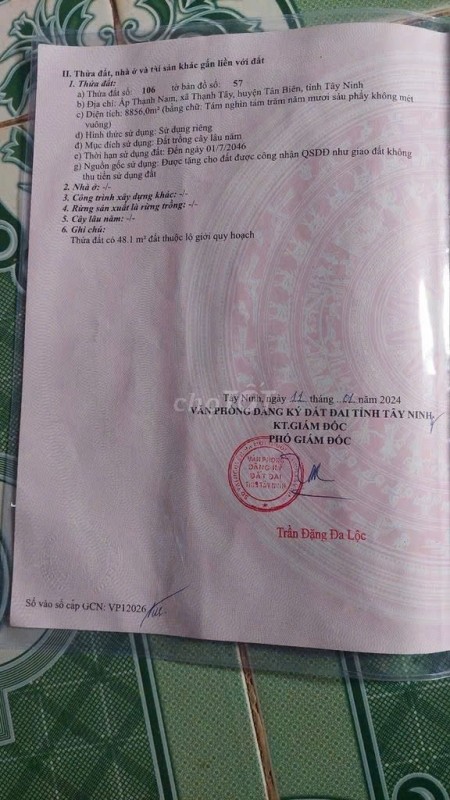 II. Thửa đất, nhà ở và tài sản khác gắn liền với đất
1. Thửa đất:
a) Thửa đất số: 106 tờ bản đồ số: 57
b) Địa chỉ: Ấp Thanh Nam, xã Thạnh Tây, huyện Tân Biên, tỉnh Tây Ninh
c) Diện tích: 8856,0m² (bằng chữ: Tám nghìn tám trăm năm mươi sáu phẩy không mét
vuông)
d) Hình thức sử dụng: Sử dụng riêng
đ) Mục đích sử dụng: Đất trồng cây lâu năm
e) Thời hạn sử dụng đất: Đến ngày 01/7/2046
g) Nguồn gốc sử dụng: Được tặng cho đất được công nhận QSDĐ như giao đất không
thu tiền sử dụng đất
2. Nhà ở: -/-
3. Công trình xây dựng khác: -/-
4. Rừng sản xuất là rừng trồng: -/-
5. Cây lâu năm: -/-
6. Ghi chú:
Thửa đất có 48.1 m² đất thuộc lộ giới quy hoạch
Tây Ninh, ngày 11 tháng 01 năm 2024
VĂN PHÒNG ĐĂNG KÝ ĐẤT ĐAI TỈNH TÂY NINH
KT.GIÁM ĐỐC
PHÓ GIÁM ĐỐC
chợTỐT
VĂN PHÒNG
ĐĂNG KÝ
ĐẤT ĐAI
Trần Đặng Đa Lộc
Số vào sổ cấp GCN: VP12026